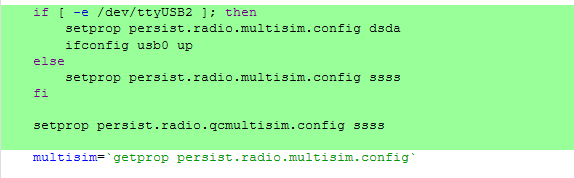 if [ -e /dev/ttyUSB2 ]; then
setprop persist.radio.multisim.config dsda
ifconfig usb0 up
else
setprop persist.radio.multisim.config ssss
fi
setprop persist.radio.qcmultisim.config ssss
multisim=`getprop persist.radio.multisim.config`